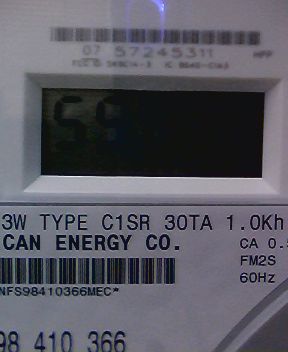 07 57245311
3W TYPE C1SR 30TA 1.0Kh
CAN ENERGY CO.
CA 0.5
FM2S
60Hz
NFS98410366MEC*
98 410 366